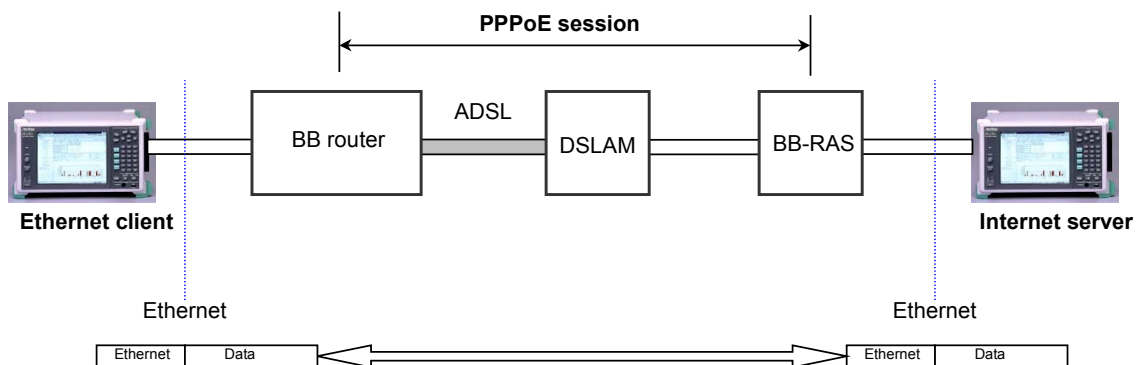 PPPoE session
BB router
ADSL
DSLAM
BB-RAS
Ethernet client
Internet server
Ethernet
Ethernet
Ethernet Data
Ethernet Data